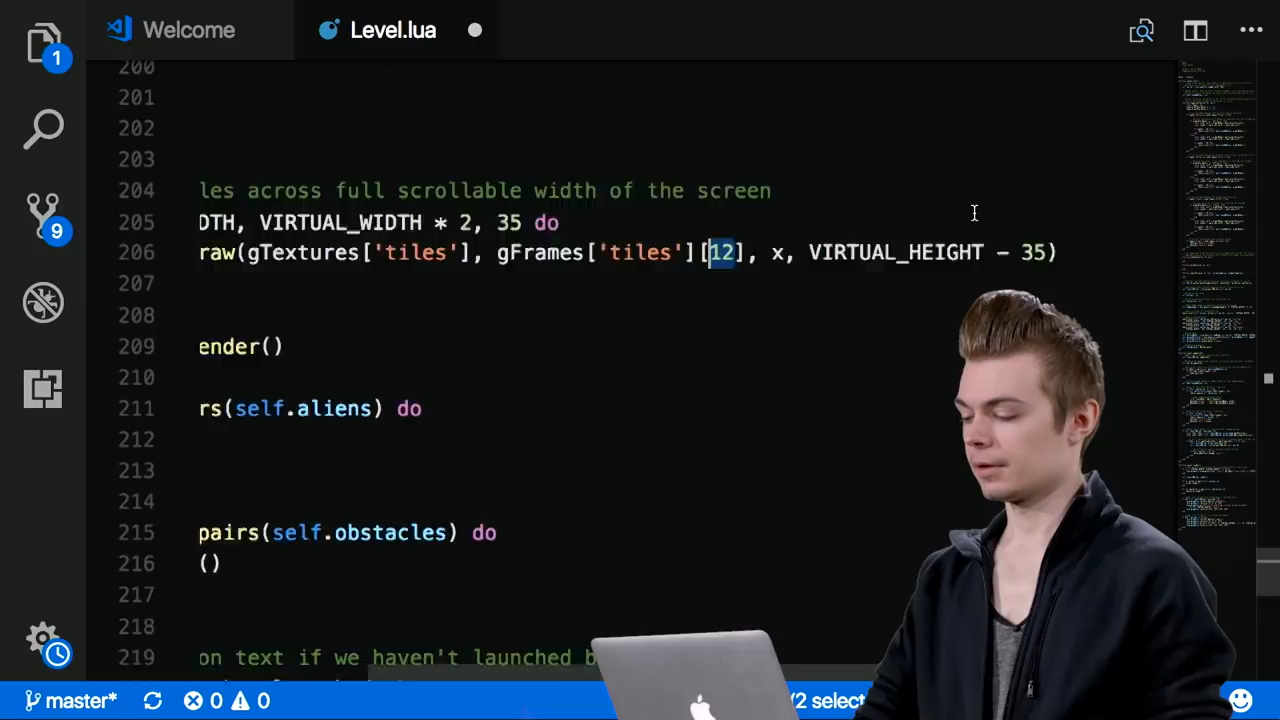 1
Welcome
Level.lua
200
201
202
203
204 les across full scrollable width of the screen
205 DTH, VIRTUAL_WIDTH * 2, 35 do
206 raw(gTextures['tiles'], gFrames['tiles'][12], x, VIRTUAL_HEIGHT - 35)
207
208
209 ender()
210
211 rs(self.aliens) do
212
213
214
215 pairs(self.obstacles) do
216 ()
217
218
219 on text if we haven't launched
9
master*
0
0
2 select